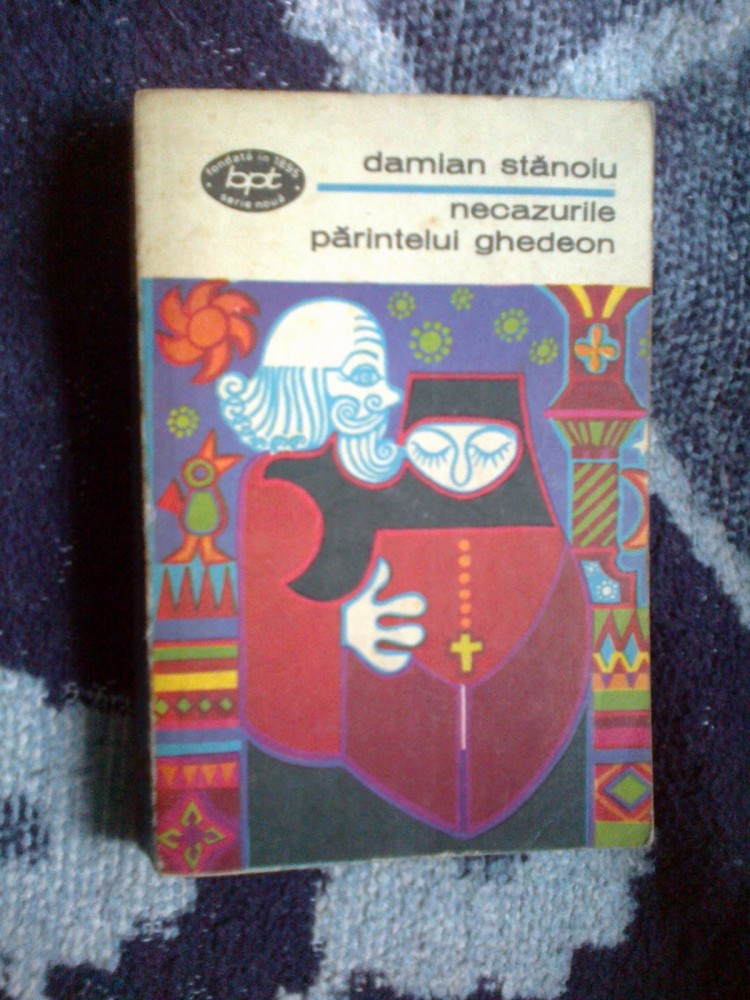 fondată în 1895
bpt
serie nouă
damian stănoiu
necazurile
părintelui ghedeon